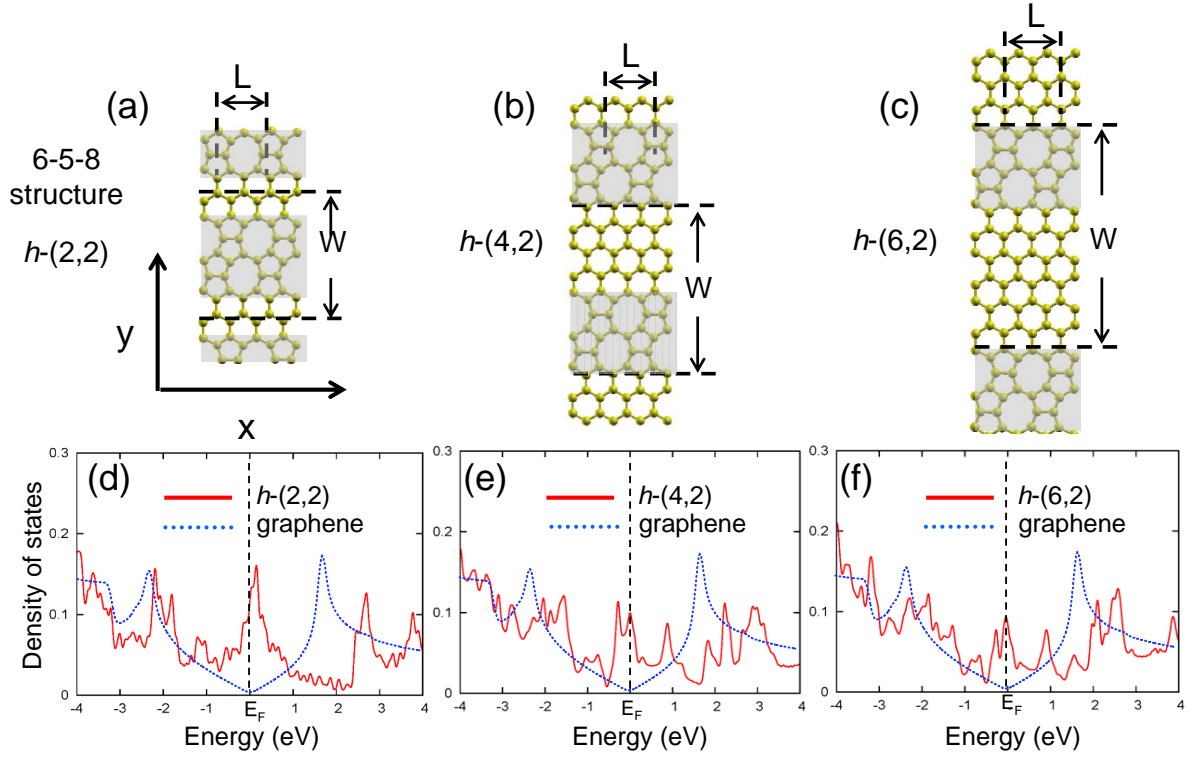 (a)
L
6-5-8
structure
h-(2,2)
W
y
x
(b)
L
h-(4,2)
W
(c)
L
h-(6,2)
W
(d)
h-(2,2)
graphene
Density of states
0.3
0.2
0.1
0
-4 -3 -2 -1 E_F 1 2 3 4
Energy (eV)
(e)
h-(4,2)
graphene
0.3
0.2
0.1
0
-4 -3 -2 -1 E_F 1 2 3 4
Energy (eV)
(f)
h-(6,2)
graphene
0.3
0.2
0.1
0
-4 -3 -2 -1 E_F 1 2 3 4
Energy (eV)